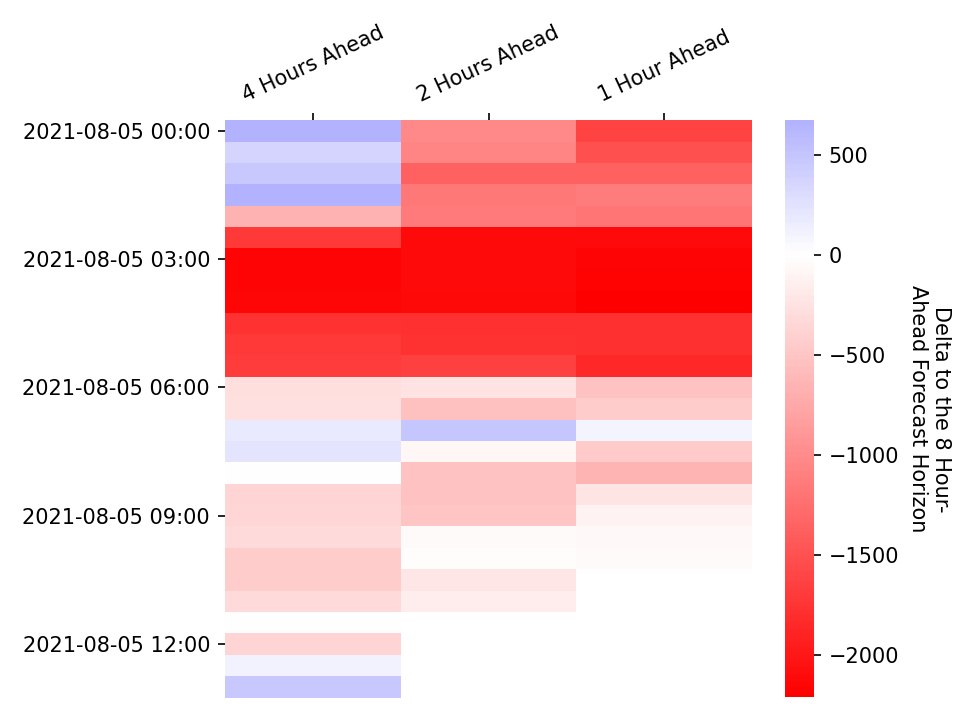 4 Hours Ahead
2 Hours Ahead
1 Hour Ahead
2021-08-05 00:00
2021-08-05 03:00
2021-08-05 06:00
2021-08-05 09:00
2021-08-05 12:00
500
0
−500
−1000
−1500
−2000
Delta to the 8 Hour-
Ahead Forecast Horizon